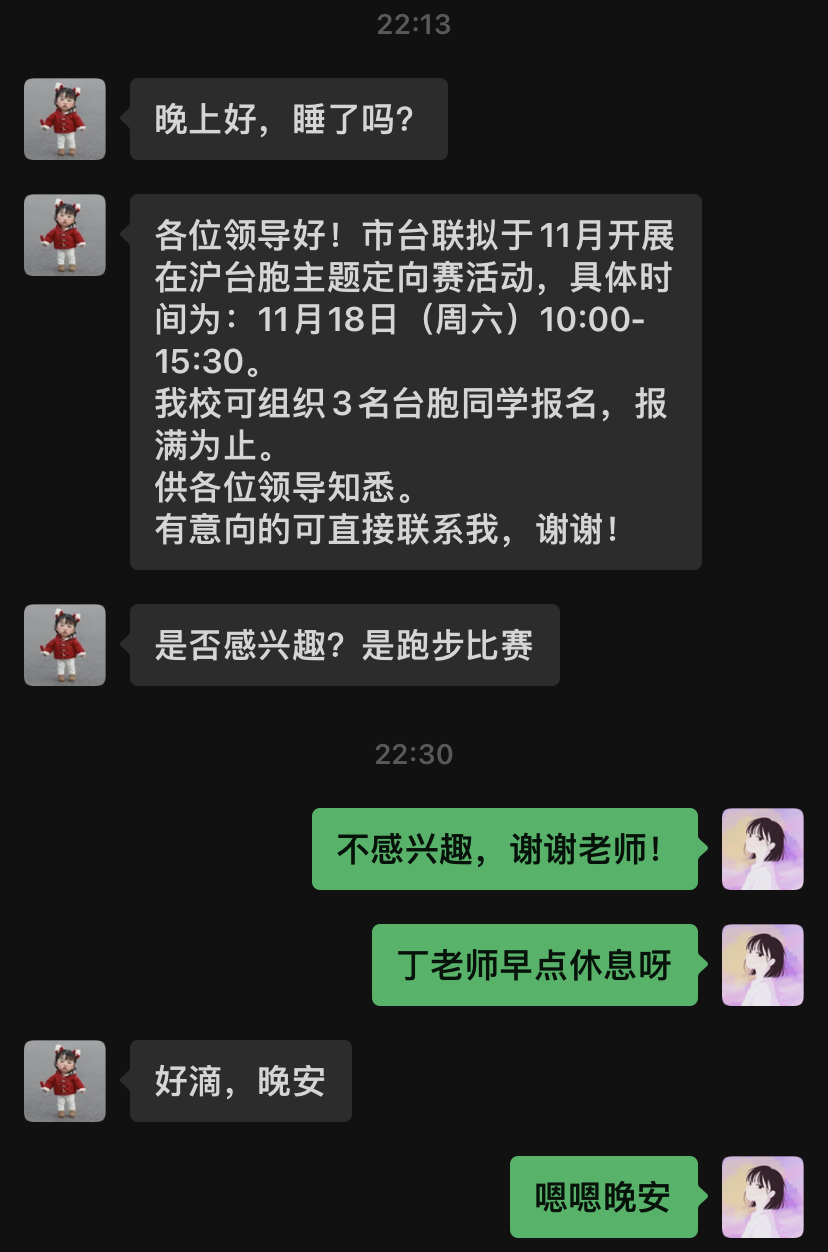 22:13
晚上好，睡了吗？
各位领导好！市台联拟于11月开展
在沪台胞主题定向赛活动，具体时
间为：11月18日（周六）10:00-
15:30。
我校可组织3名台胞同学报名，报
满为止。
供各位领导知悉。
有意向的可直接联系我，谢谢！
是否感兴趣？是跑步比赛
22:30
不感兴趣，谢谢老师！
丁老师早点休息呀
好滴，晚安
嗯嗯晚安